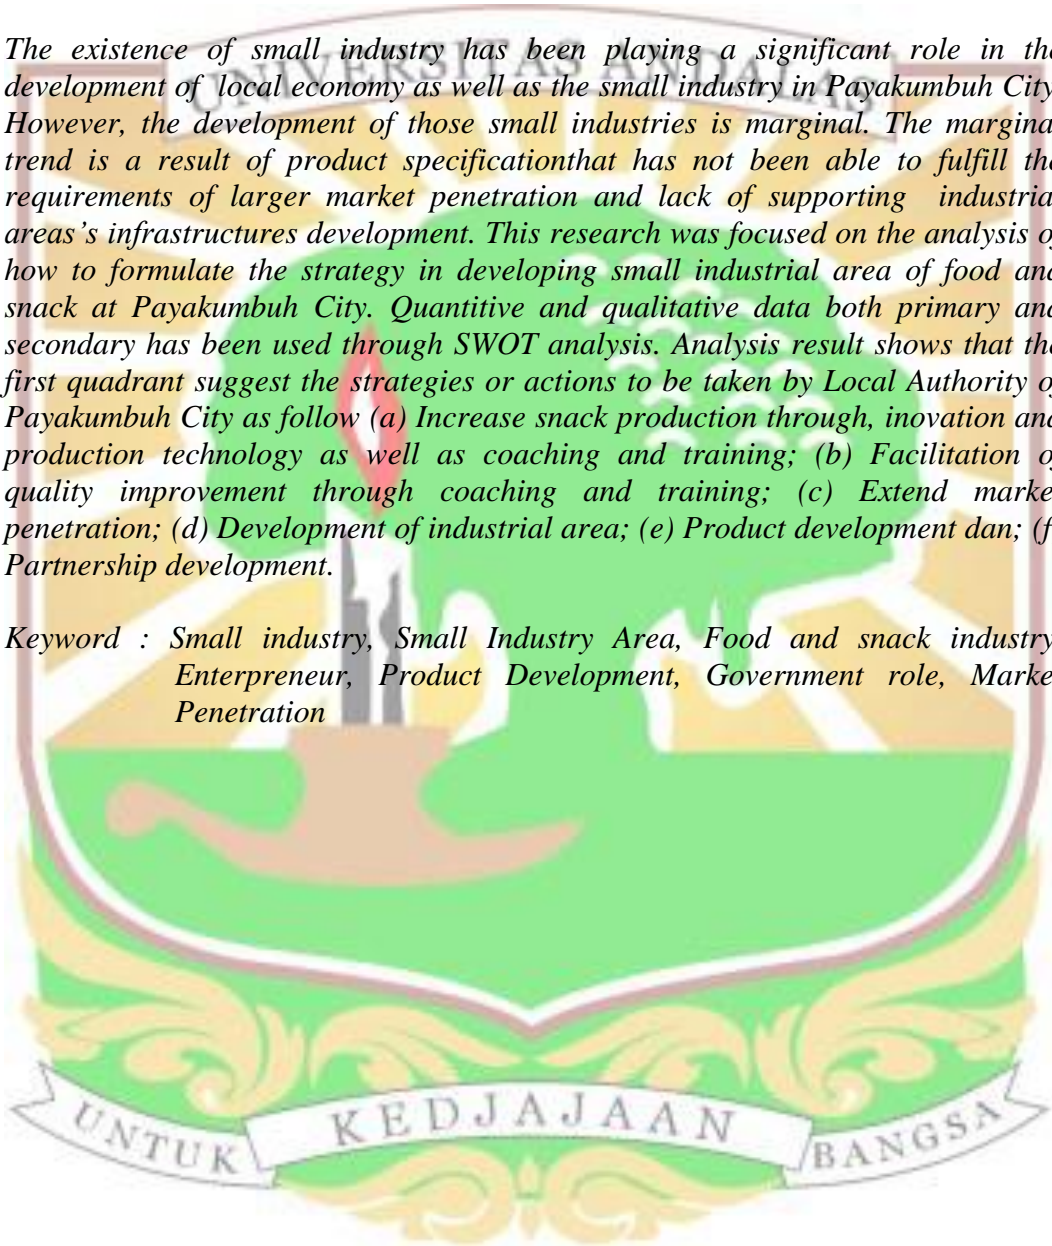 The existence of small industry has been playing a significant role in the
UNIVERSITAS ANDALAS
development of local economy as well as the small industry in Payakumbuh City
However, the development of those small industries is marginal. The margina
trend is a result of product specificationthat has not been able to fulfill the
requirements of larger market penetration and lack of supporting industria
areas's infrastructures development. This research was focused on the analysis o
how to formulate the strategy in developing small industrial area of food and
snack at Payakumbuh City. Quantitive and qualitative data both primary and
secondary has been used through SWOT analysis. Analysis result shows that the
first quadrant suggest the strategies or actions to be taken by Local Authority o
Payakumbuh City as follow (a) Increase snack production through, inovation and
production technology as well as coaching and training; (b) Facilitation o
quality improvement through coaching and training; (c) Extend marke
penetration; (d) Development of industrial area; (e) Product development dan; (f
Partnership development.
Keyword : Small industry, Small Industry Area, Food and snack industry
Enterpreneur, Product Development, Government role, Marke
Penetration
UNTUK KEDJAJAAN BANGSA